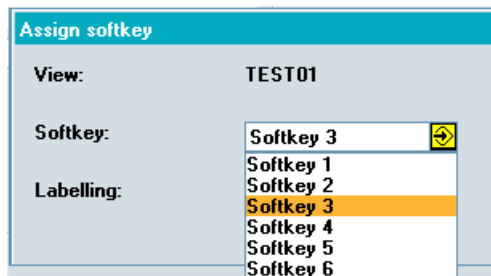 Assign softkey
View: TEST01
Softkey: Softkey 3
Softkey 1
Softkey 2
Labelling:
Softkey 3
Softkey 4
Softkey 5
Softkey 6